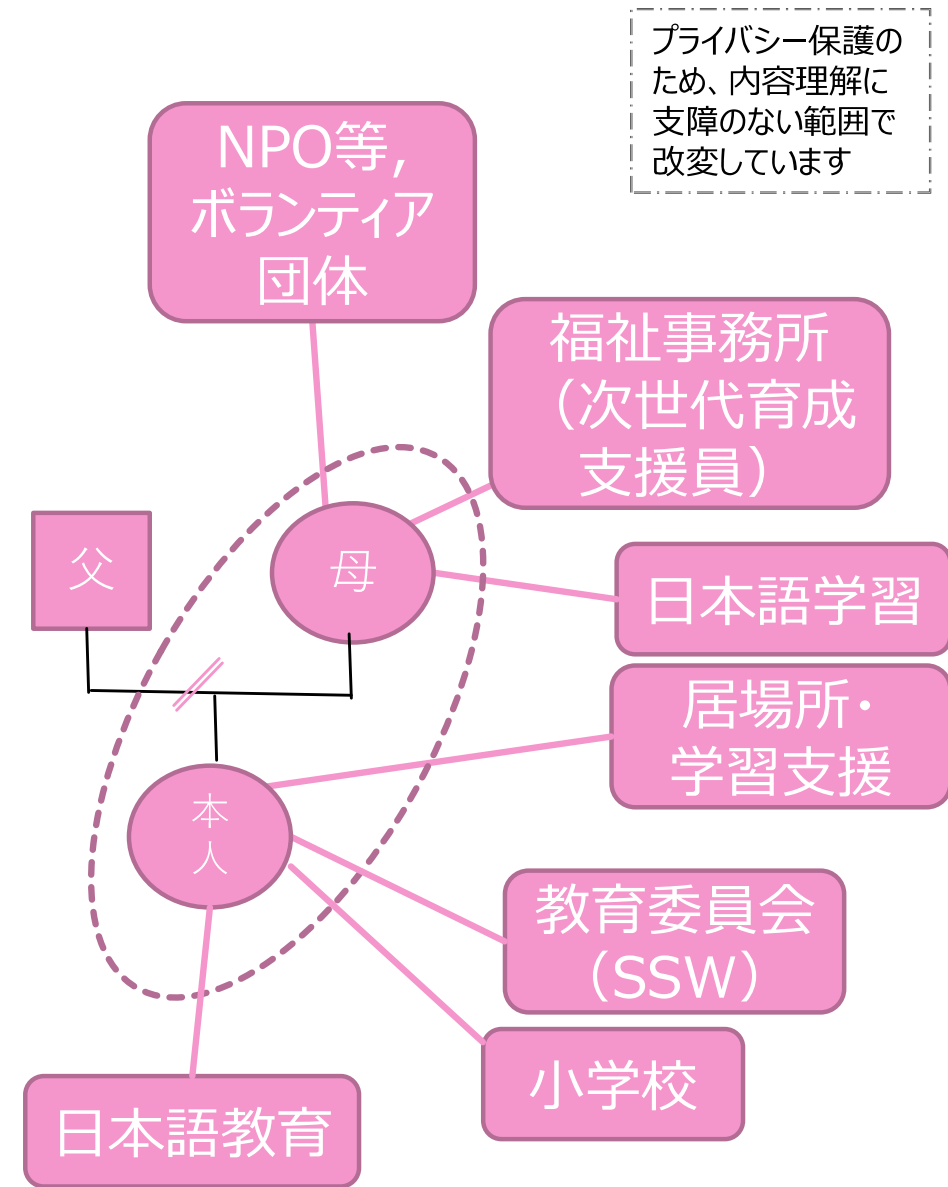 プライバシー保護の
ため、内容理解に
支障のない範囲で
改変しています
NPO等,
ボランティア
団体
福祉事務所
（次世代育成
支援員）
父
母
日本語学習
居場所・
学習支援
本
人
教育委員会
（SSW）
小学校
日本語教育